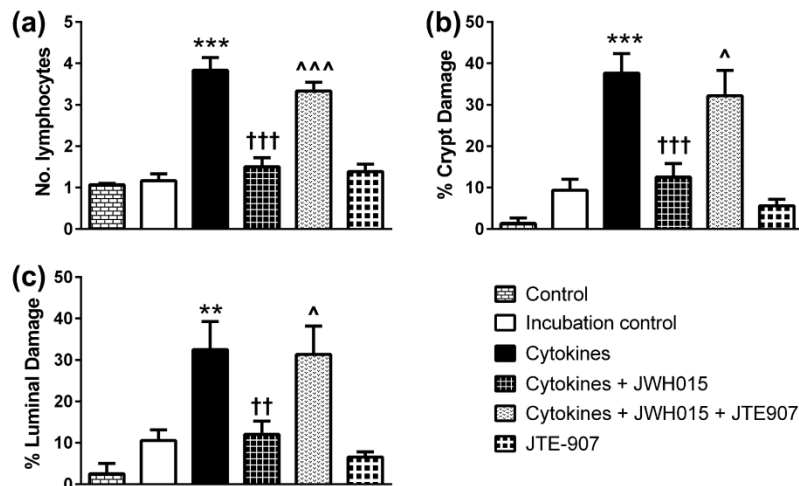 (a)
No. lymphocytes
5
4
3
2
1
0
***
†††
^^^
(b)
% Crypt Damage
50
40
30
20
10
0
***
†††
^
(c)
% Luminal Damage
50
40
30
20
10
0
**
††
^
Control
Incubation control
Cytokines
Cytokines + JWH015
Cytokines + JWH015 + JTE907
JTE-907